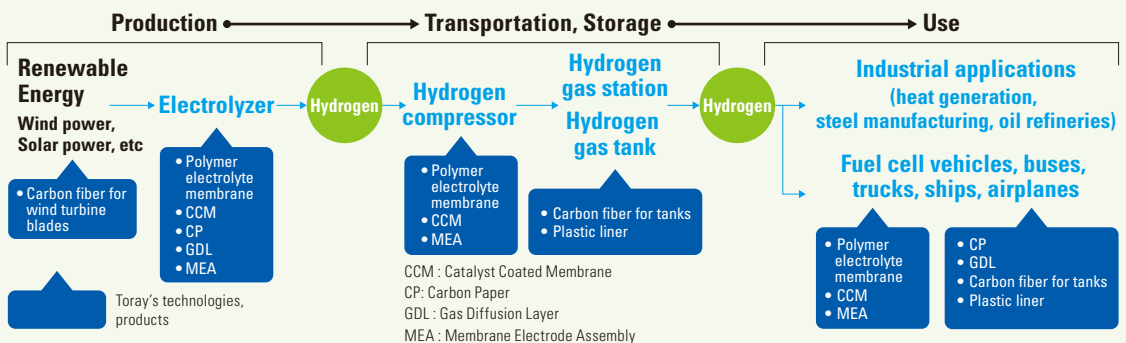 Production
Transportation, Storage
Use
Renewable
Energy
Wind power,
Solar power, etc
• Carbon fiber for
wind turbine
blades
Electrolyzer
• Polymer
electrolyte
membrane
• CCM
• CP
• GDL
• MEA
Hydrogen
Hydrogen
compressor
• Polymer
electrolyte
membrane
• CCM
• MEA
Hydrogen
gas station
Hydrogen
gas tank
• Carbon fiber for tanks
• Plastic liner
Hydrogen
Industrial applications
(heat generation,
steel manufacturing, oil refineries)
Fuel cell vehicles, buses,
trucks, ships, airplanes
• Polymer
electrolyte
membrane
• CCM
• MEA
• CP
• GDL
• Carbon fiber for tanks
• Plastic liner
Toray's technologies,
products
CCM : Catalyst Coated Membrane
CP: Carbon Paper
GDL : Gas Diffusion Layer
MEA : Membrane Electrode Assembly